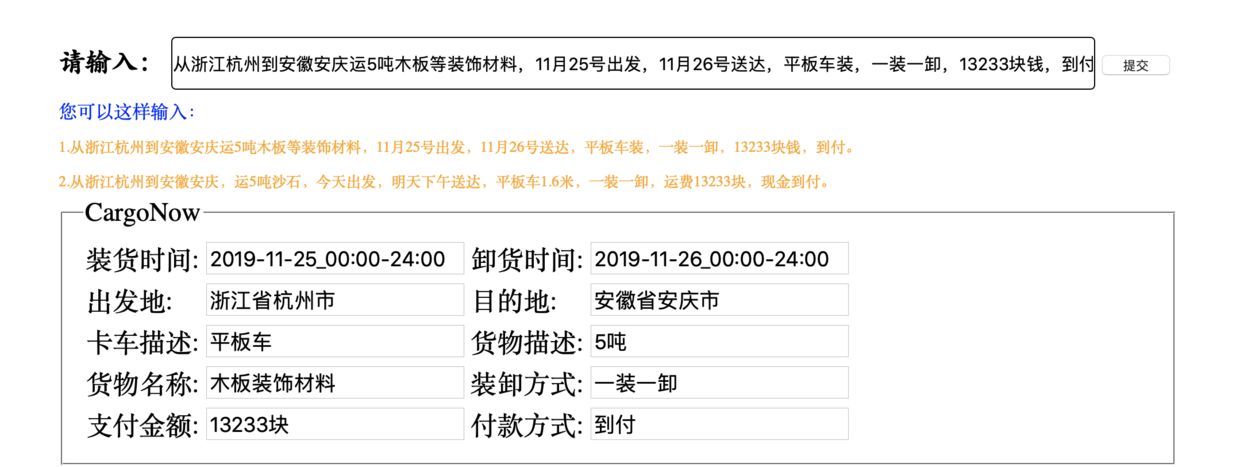 请输入： 从浙江杭州到安徽安庆运5吨木板等装饰材料，11月25号出发，11月26号送达，平板车装，一装一卸，13233块钱，到付 提交
您可以这样输入：
1.从浙江杭州到安徽安庆运5吨木板等装饰材料，11月25号出发，11月26号送达，平板车装，一装一卸，13233块钱，到付。
2.从浙江杭州到安徽安庆，运5吨沙石，今天出发，明天下午送达，平板车1.6米，一装一卸，运费13233块，现金到付。
CargoNow
装货时间: 2019-11-25_00:00-24:00 卸货时间: 2019-11-26_00:00-24:00
出发地: 浙江省杭州市 目的地: 安徽省安庆市
卡车描述: 平板车 货物描述: 5吨
货物名称: 木板装饰材料 装卸方式: 一装一卸
支付金额: 13233块 付款方式: 到付